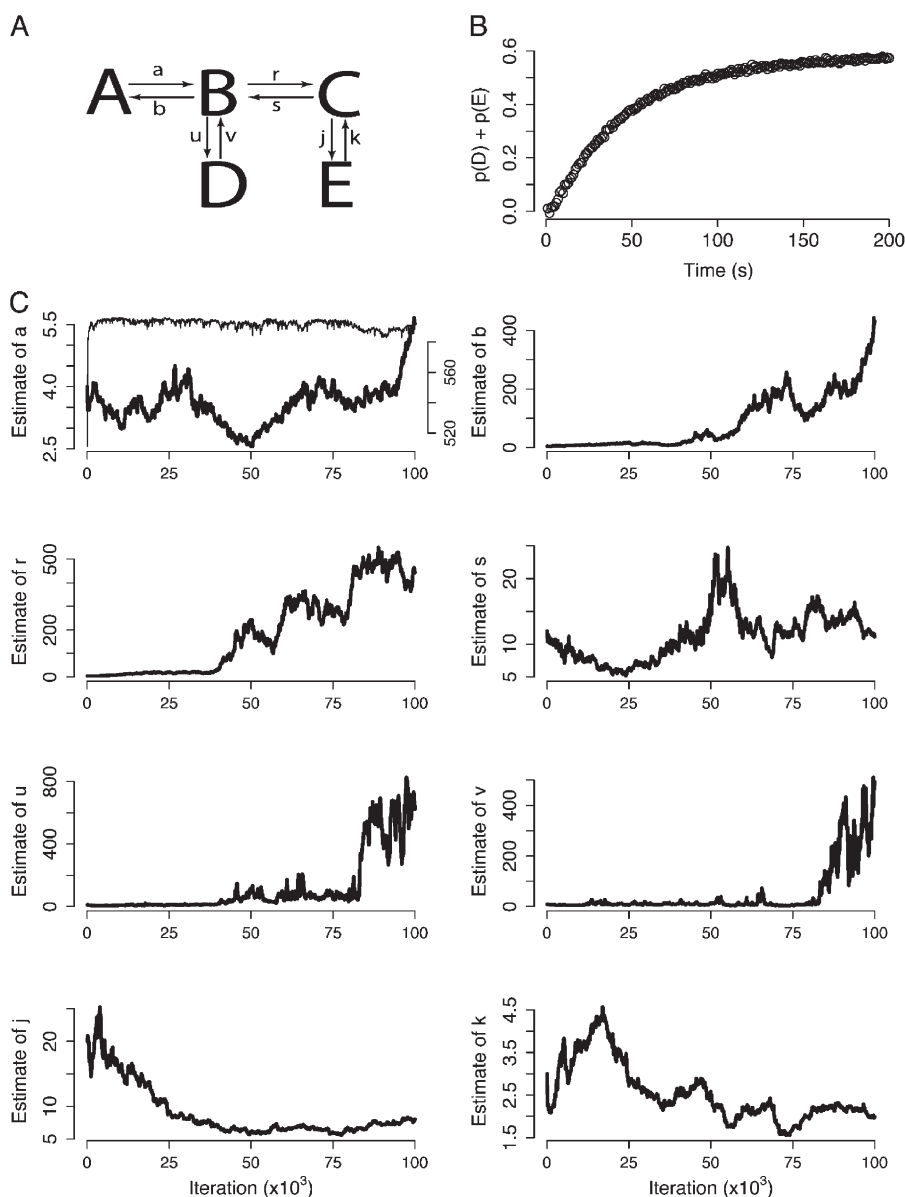 A
A a B r C
b s
u v j k
D E
B
p(D) + p(E)
0.0 0.2 0.4 0.6
0 50 100 150 200
Time (s)
C
Estimate of a
2.5 4.0 5.5
520 560
0 25 50 75 100
Estimate of b
0 200 400
0 25 50 75 100
Estimate of r
0 200 500
0 25 50 75 100
Estimate of s
5 10 20
0 25 50 75 100
Estimate of u
0 400 800
0 25 50 75 100
Estimate of v
0 200 400
0 25 50 75 100
Estimate of j
5 10 20
0 25 50 75 100
Iteration (x10³)
Estimate of k
1.5 2.5 3.5 4.5
0 25 50 75 100
Iteration (x10³)